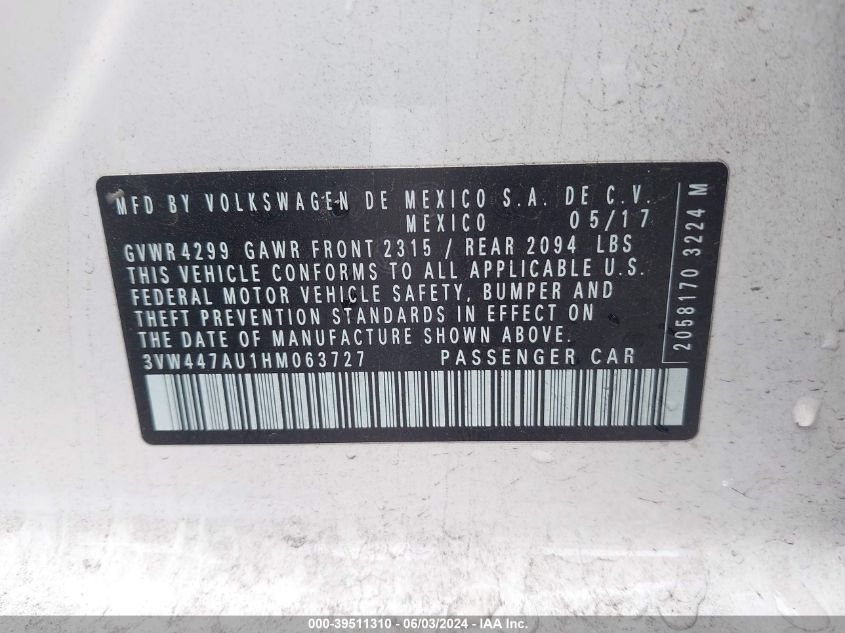 MFD BY VOLKSWAGEN DE MEXICO S.A. DE C.V.
MEXICO 05/17
GVWR 4299 GAWR FRONT 2315 / REAR 2094 LBS
THIS VEHICLE CONFORMS TO ALL APPLICABLE U.S.
FEDERAL MOTOR VEHICLE SAFETY, BUMPER AND
THEFT PREVENTION STANDARDS IN EFFECT ON
THE DATE OF MANUFACTURE SHOWN ABOVE.
3VW447AU1HM063727 PASSENGER CAR
2058170 3224 M
000-39511310 - 06/03/2024 - IAAI.com